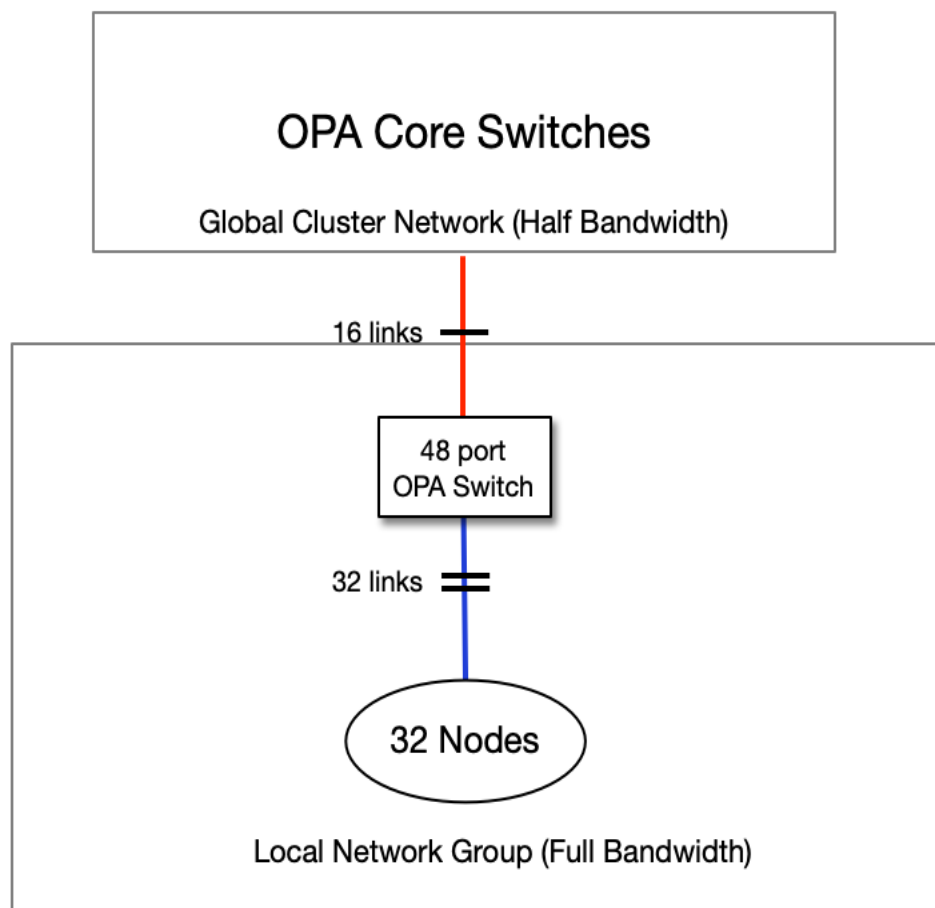 OPA Core Switches
Global Cluster Network (Half Bandwidth)
16 links
48 port
OPA Switch
32 links
32 Nodes
Local Network Group (Full Bandwidth)